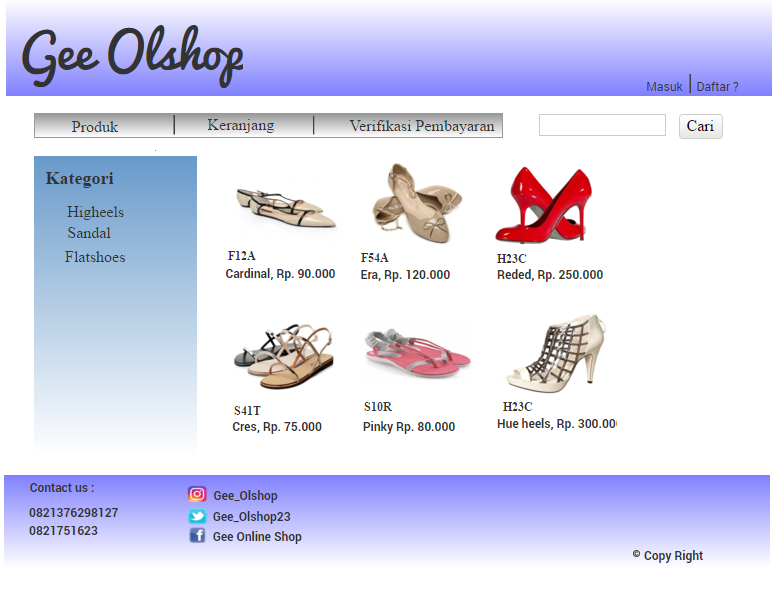 Gee Olshop
Masuk | Daftar ?
Produk | Keranjang | Verifikasi Pembayaran
Cari
Kategori
Higheels
Sandal
Flatshoes
F12A
Cardinal, Rp. 90.000
F54A
Era, Rp. 120.000
H23C
Reded, Rp. 250.000
S41T
Cres, Rp. 75.000
S10R
Pinky Rp. 80.000
H23C
Hue heels, Rp. 300.000
Contact us :
0821376298127
0821751623
Gee_Olshop
Gee_Olshop23
Gee Online Shop
© Copy Right